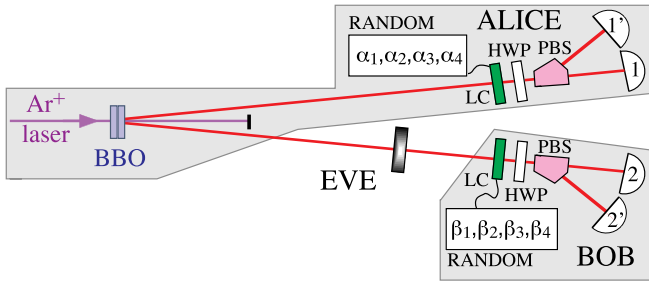 RANDOM
ALICE
α1,α2,α3,α4
HWP
PBS
1'
1
LC
Ar+
laser
BBO
EVE
LC
HWP
PBS
2
2'
β1,β2,β3,β4
RANDOM
BOB